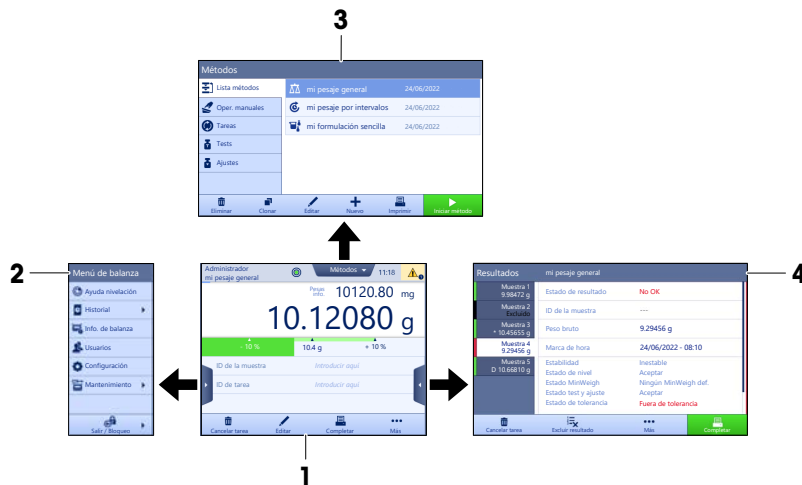 3
Métodos
Lista métodos
Oper. manuales
Tareas
Tests
Ajustes
mi pesaje general 24/06/2022
mi pesaje por intervalos 24/06/2022
mi formulación sencilla 24/06/2022
Eliminar Clonar Editar Nuevo Imprimir Iniciar método
2
Menú de balanza
Ayuda nivelación
Historial
Info. de balanza
Usuarios
Configuración
Mantenimiento
Salir / Bloqueo
Administrador
mi pesaje general
Métodos
11:18
Pesaje info. 10120.80 mg
10.12080 g
- 10 % 10.4 g + 10 %
ID de la muestra Introducir aquí
ID de tarea Introducir aquí
Cancelar tarea Editar Completar Más
1
4
Resultados mi pesaje general
Muestra 1
9.98472 g
Muestra 2
Excluido
Muestra 3
* 10.45655 g
Muestra 4
9.29456 g
Muestra 5
D 10.66810 g
Estado de resultado No OK
ID de la muestra ---
Peso bruto 9.29456 g
Marca de hora 24/06/2022 - 08:10
Estabilidad Inestable
Estado de nivel Aceptar
Estado MinWeigh Ningún MinWeigh def.
Estado test y ajuste Aceptar
Estado de tolerancia Fuera de tolerancia
Cancelar tarea Excluir resultado Más Completar